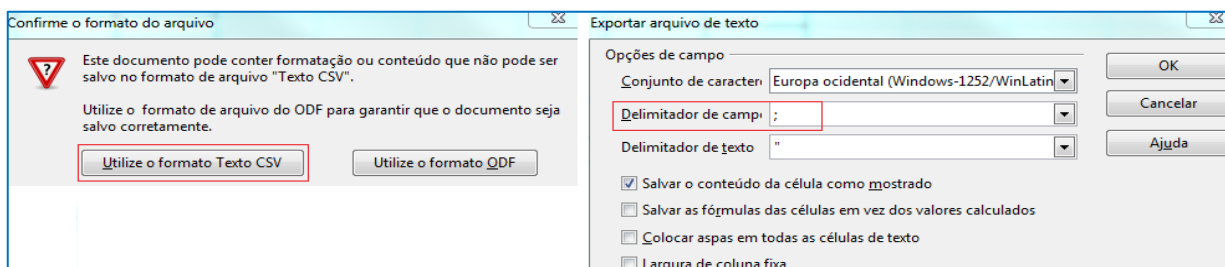 Confirme o formato do arquivo
Este documento pode conter formatação ou conteúdo que não pode ser
salvo no formato de arquivo "Texto CSV".
Utilize o formato de arquivo do ODF para garantir que o documento seja
salvo corretamente.
Utilize o formato Texto CSV
Utilize o formato ODF
Exportar arquivo de texto
Opções de campo
Conjunto de caracter
Europa ocidental (Windows-1252/WinLatin
Delimitador de camp
;
Delimitador de texto
"
Salvar o conteúdo da célula como mostrado
Salvar as fórmulas das células em vez dos valores calculados
Colocar aspas em todas as células de texto
Largura de coluna fixa
OK
Cancelar
Ajuda